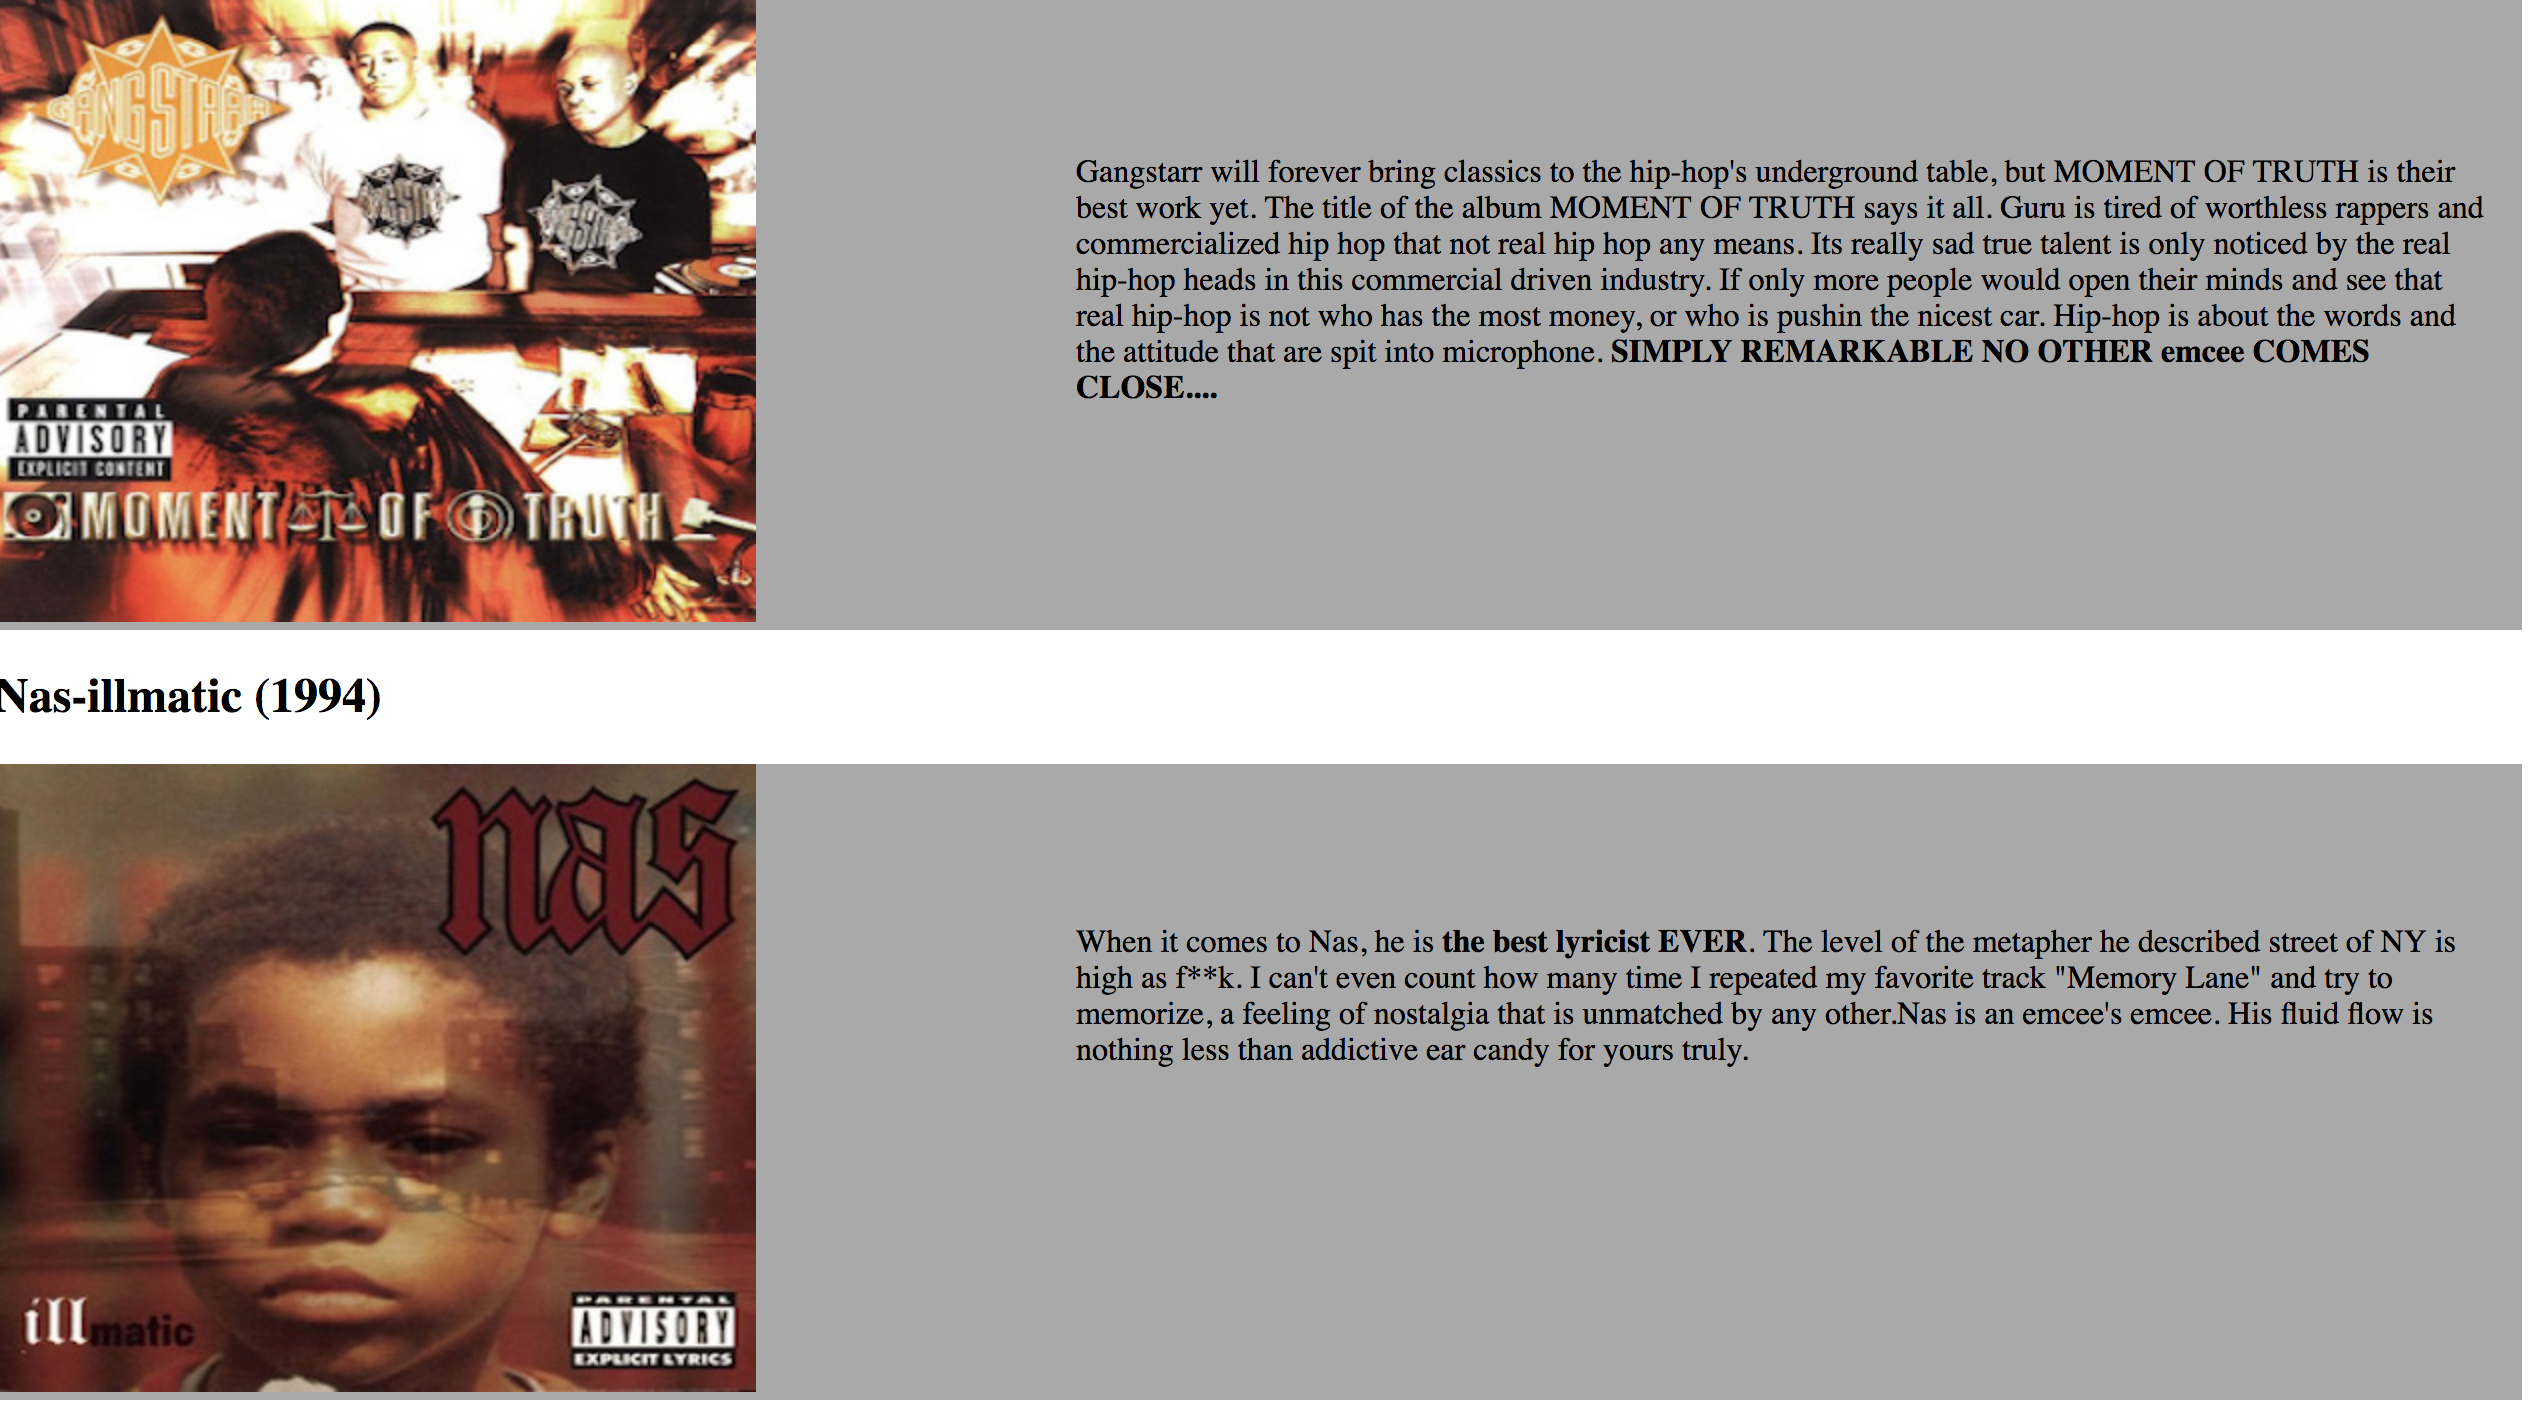 GANGSTARR
GANGSTARR
GANGSTARR
PARENTAL
ADVISORY
EXPLICIT CONTENT
MOMENT OF TRUTH
Gangstarr will forever bring classics to the hip-hop's underground table, but MOMENT OF TRUTH is their
best work yet. The title of the album MOMENT OF TRUTH says it all. Guru is tired of worthless rappers and
commercialized hip hop that not real hip hop any means. Its really sad true talent is only noticed by the real
hip-hop heads in this commercial driven industry. If only more people would open their minds and see that
real hip-hop is not who has the most money, or who is pushin the nicest car. Hip-hop is about the words and
the attitude that are spit into microphone. SIMPLY REMARKABLE NO OTHER emcee COMES
CLOSE....
Nas-illmatic (1994)
nas
illmatic
PARENTAL
ADVISORY
EXPLICIT LYRICS
When it comes to Nas, he is the best lyricist EVER. The level of the metapher he described street of NY is
high as f**k. I can't even count how many time I repeated my favorite track "Memory Lane" and try to
memorize, a feeling of nostalgia that is unmatched by any other.Nas is an emcee's emcee. His fluid flow is
nothing less than addictive ear candy for yours truly.